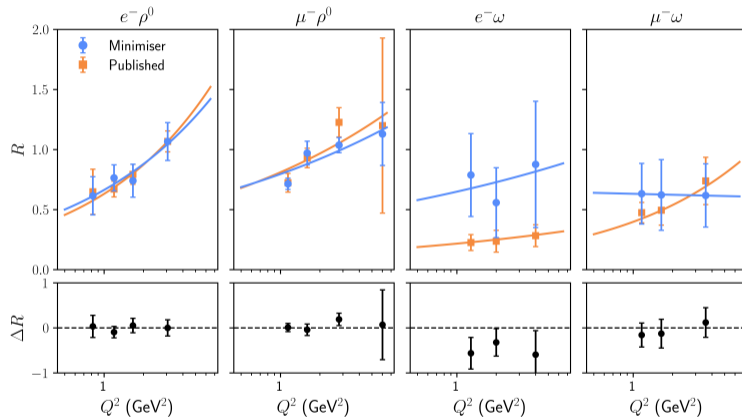 e⁻ρ⁰ μ⁻ρ⁰ e⁻ω μ⁻ω
2.0
1.5
1.0
0.5
0.0
R
Minimiser
Published
1
0
−1
ΔR
1 1 1 1
Q² (GeV²) Q² (GeV²) Q² (GeV²) Q² (GeV²)